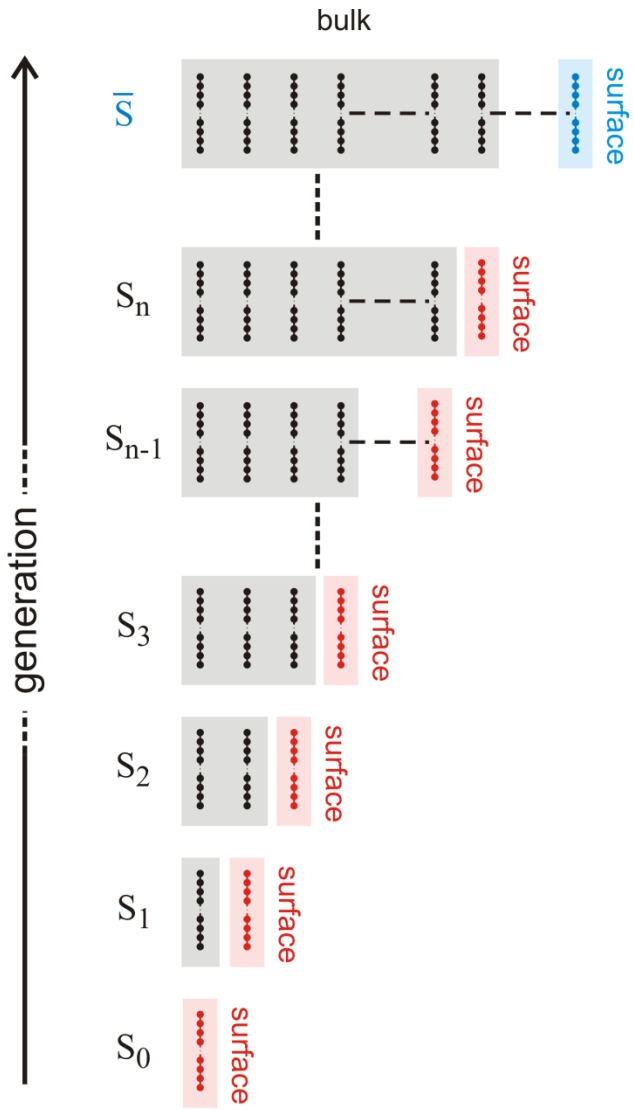 bulk
S̄
surface
Sₙ
surface
Sₙ₋₁
surface
generation
S₃
surface
S₂
surface
S₁
surface
S₀
surface